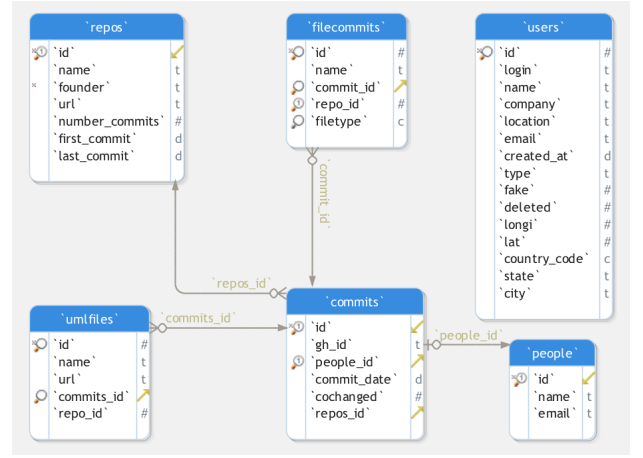 `repos`
`id`
`name` t
`founder` t
`url` t
`number_commits` #
`first_commit` d
`last_commit` d
`filecommits`
`id` #
`name` t
`commit_id`
`repo_id` #
`filetype` c
`users`
`id` #
`login` t
`name` t
`company` t
`location` t
`email` t
`created_at` d
`type` t
`fake` #
`deleted` #
`longi` #
`lat` #
`country_code` c
`state` t
`city` t
`commit_id`
`repos_id`
`commits_id`
`people_id`
`umlfiles`
`id` #
`name` t
`url` t
`commits_id`
`repo_id` #
`commits`
`id`
`gh_id` t
`people_id`
`commit_date` d
`cochanged` #
`repos_id`
`people`
`id`
`name` t
`email` t